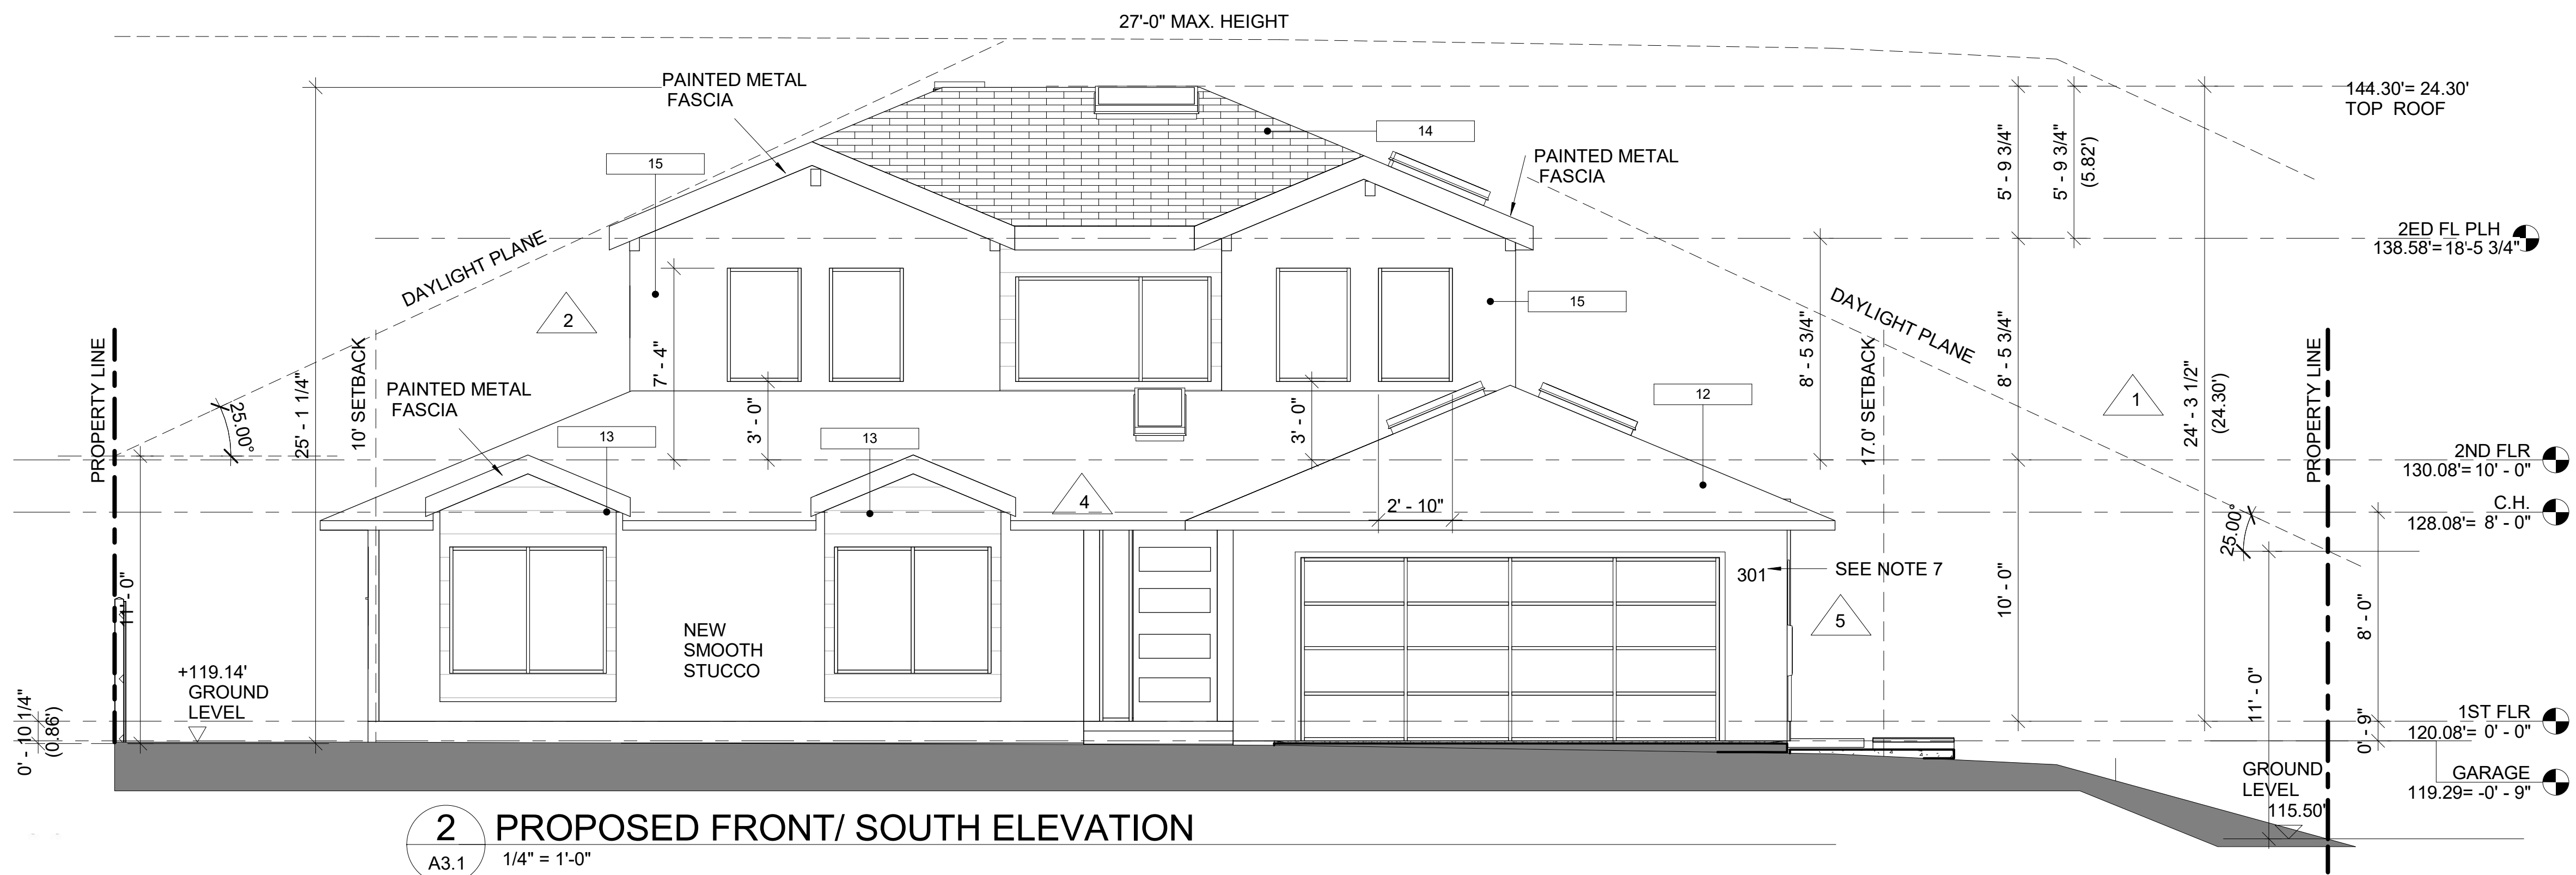 27'-0" MAX. HEIGHT
PAINTED METAL
FASCIA
14
144.30'= 24.30'
TOP ROOF
15
PAINTED METAL
FASCIA
5' - 9 3/4"
5' - 9 3/4"
(5.82')
2ED FL PLH
138.58'= 18'-5 3/4"
DAYLIGHT PLANE
2
15
DAYLIGHT PLANE
PROPERTY LINE
25.00°
25' - 1 1/4"
10' SETBACK
PAINTED METAL
FASCIA
7' - 4"
3' - 0"
3' - 0"
12
8' - 5 3/4"
17.0' SETBACK
8' - 5 3/4"
1
24' - 3 1/2"
(24.30')
PROPERTY LINE
13
13
2ND FLR
130.08'= 10' - 0"
4
2' - 10"
25.00°
C.H.
128.08'= 8' - 0"
11' - 0"
301
SEE NOTE 7
5
10' - 0"
8' - 0"
NEW
SMOOTH
STUCCO
+119.14'
GROUND
LEVEL
0' - 10 1/4"
(0.86')
11' - 0"
0' - 9"
1ST FLR
120.08'= 0' - 0"
GROUND
LEVEL
115.50'
GARAGE
119.29= -0' - 9"
2
A3.1
PROPOSED FRONT/ SOUTH ELEVATION
1/4" = 1'-0"